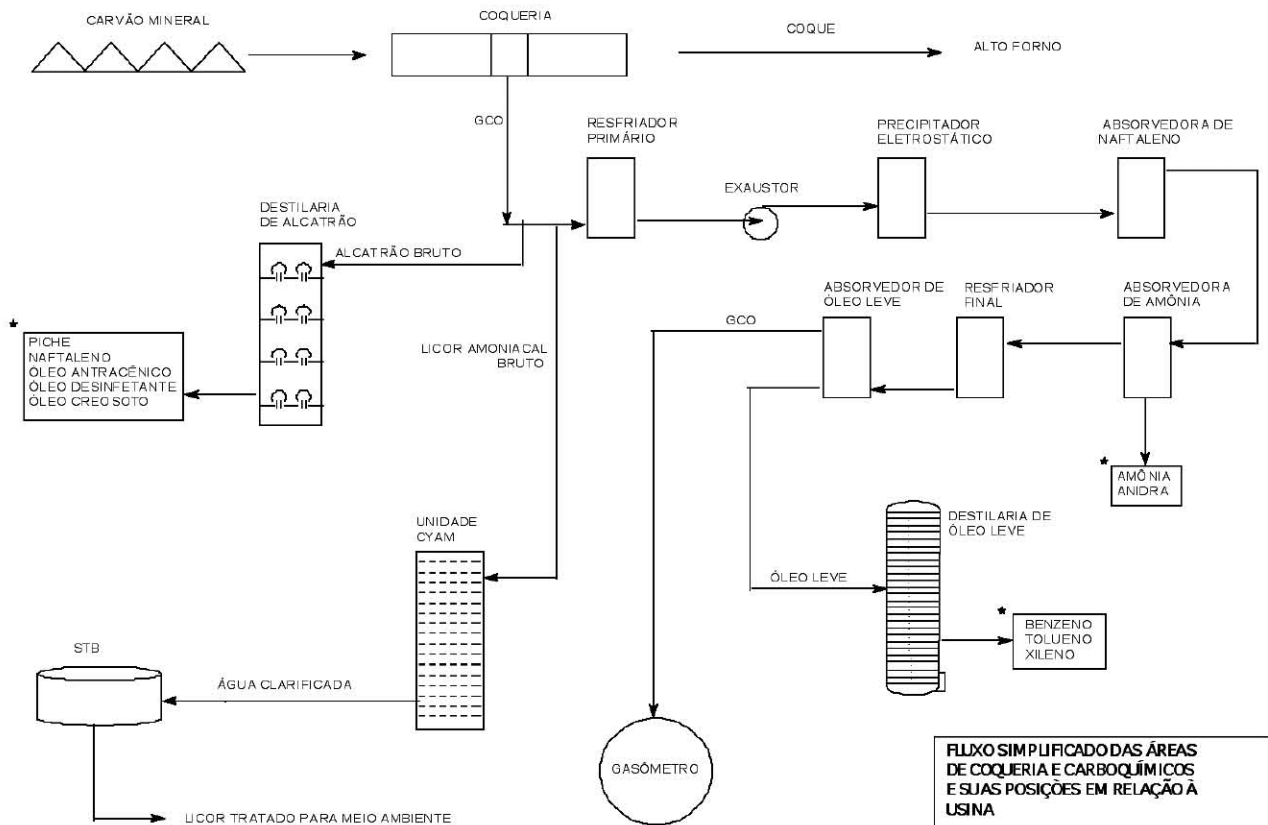 CARVÃO MINERAL
COQUERIA
COQUE
ALTO FORNO
GCO
RESFRIADOR
PRIMÁRIO
PRECIPITADOR
ELETROSTÁTICO
ABSORVEDORA DE
NAFTALENO
EXAUSTOR
DESTILARIA
DE ALCATRÃO
ALCATRÃO BRUTO
ABSORVEDOR DE
ÓLEO LEVE
RESFRIADOR
FINAL
ABSORVEDORA
DE AMÔNIA
GCO
LICOR AMONIACAL
BRUTO
*
PICHE
NAFTALENO
ÓLEO ANTRACÊNICO
ÓLEO DESINFETANTE
ÓLEO CREOSOTO
*
AMÔNIA
ANIDRA
UNIDADE
CYAM
DESTILARIA DE
ÓLEO LEVE
ÓLEO LEVE
*
BENZENO
TOLUENO
XILENO
STB
ÁGUA CLARIFICADA
GASÔMETRO
LICOR TRATADO PARA MEIO AMBIENTE
FLUXO SIMPLIFICADO DAS ÁREAS
DE COQUERIA E CARBOQUÍMICOS
E SUAS POSIÇÕES EM RELAÇÃO À
USINA